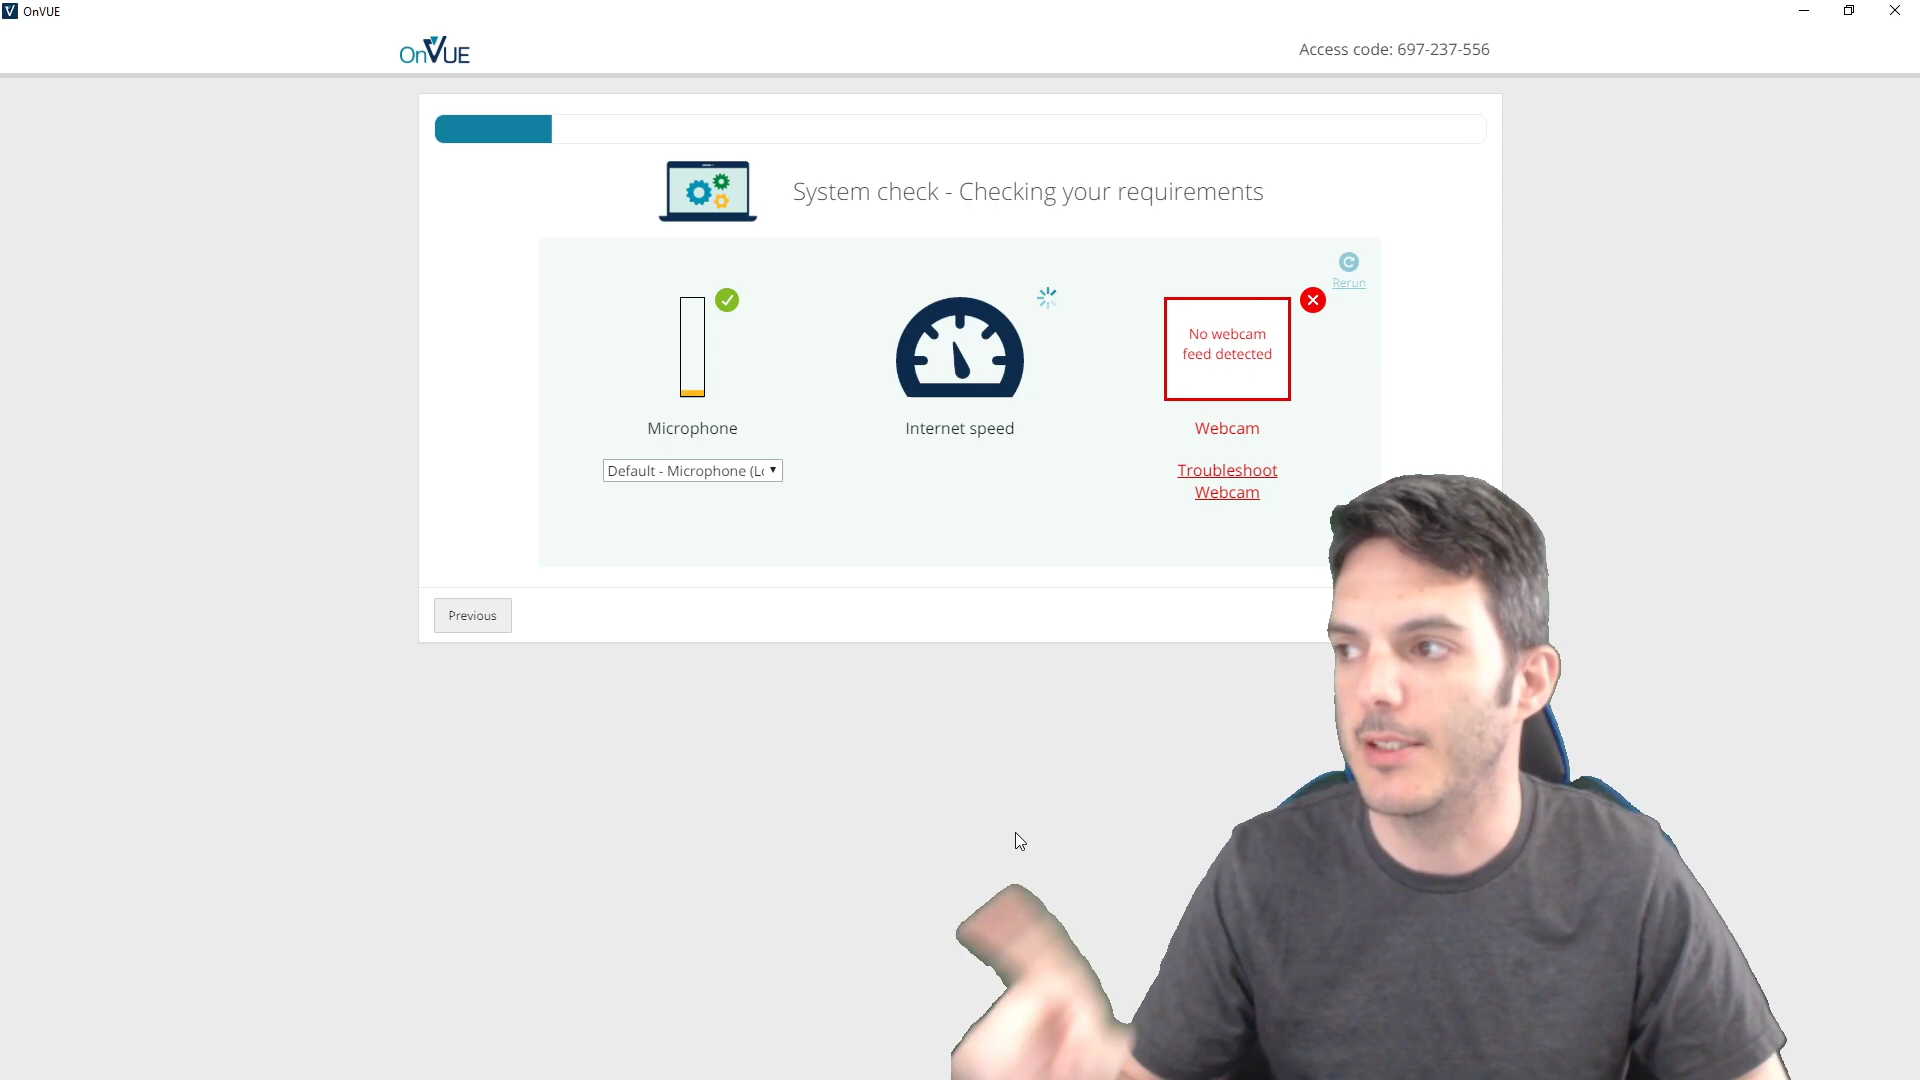 OnVUE
OnVUE
Access code: 697-237-556
System check - Checking your requirements
Rerun
No webcam
feed detected
Microphone
Internet speed
Webcam
Default - Microphone (Lo
Troubleshoot
Webcam
Previous